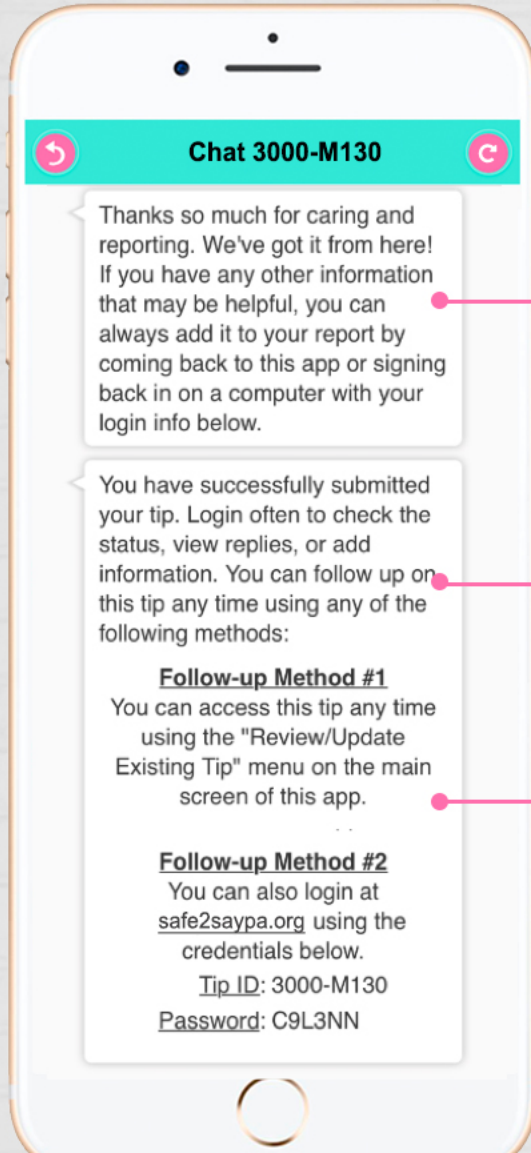 Chat 3000-M130
Thanks so much for caring and
reporting. We've got it from here!
If you have any other information
that may be helpful, you can
always add it to your report by
coming back to this app or signing
back in on a computer with your
login info below.
You have successfully submitted
your tip. Login often to check the
status, view replies, or add
information. You can follow up on
this tip any time using any of the
following methods:
Follow-up Method #1
You can access this tip any time
using the "Review/Update
Existing Tip" menu on the main
screen of this app.
Follow-up Method #2
You can also login at
safe2saypa.org using the
credentials below.
Tip ID: 3000-M130
Password: C9L3NN